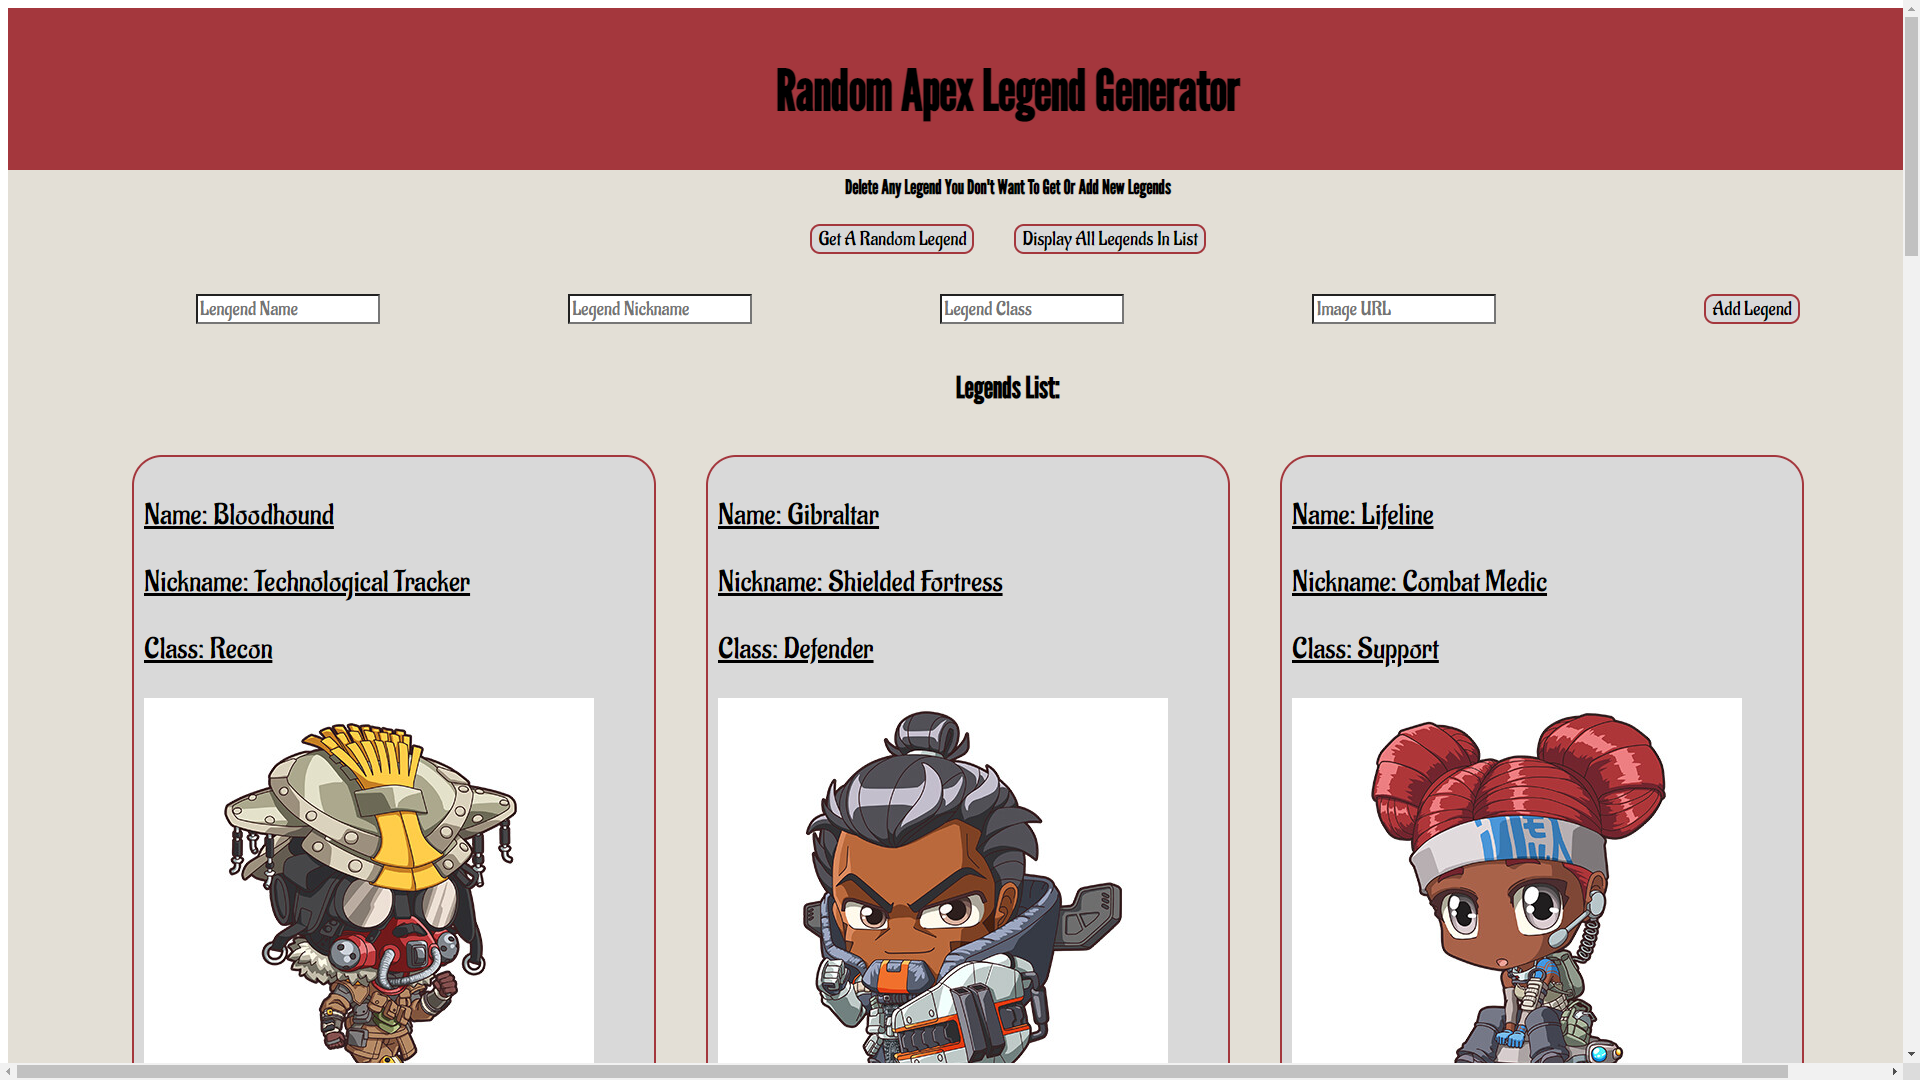 Random Apex Legend Generator
Delete Any Legend You Don't Want To Get Or Add New Legends
Get A Random Legend Display All Legends In List
Lengend Name Legend Nickname Legend Class Image URL Add Legend
Legends List:
Name: Bloodhound
Nickname: Technological Tracker
Class: Recon
Name: Gibraltar
Nickname: Shielded Fortress
Class: Defender
Name: Lifeline
Nickname: Combat Medic
Class: Support